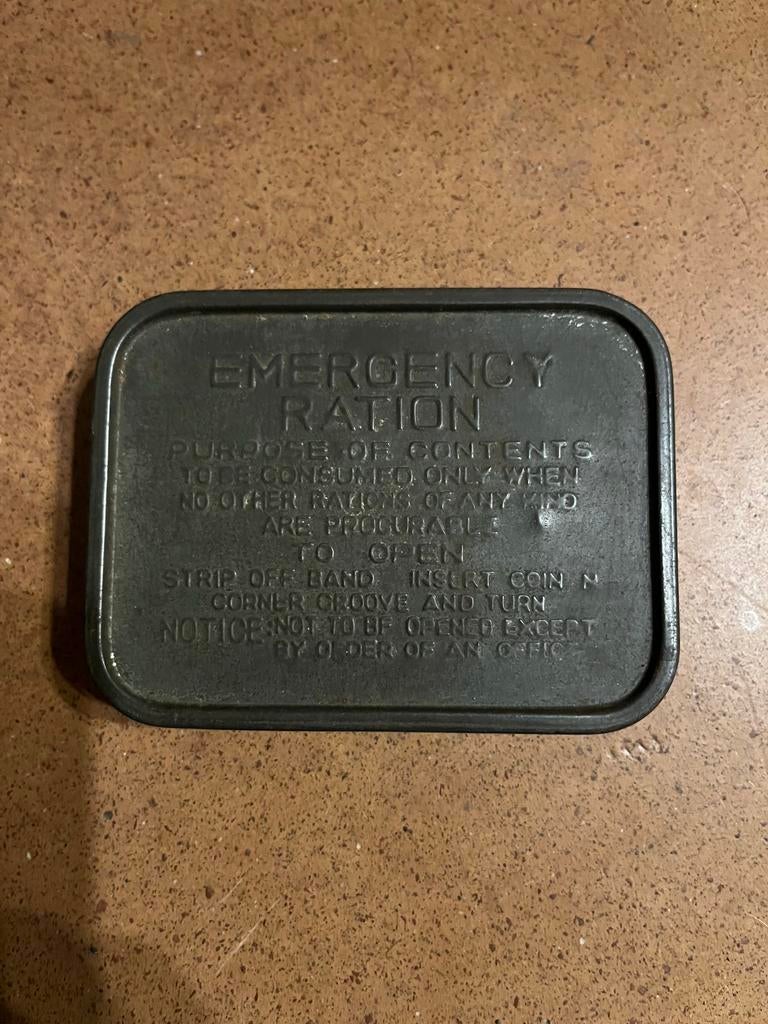 EMERGENCY
RATION
PURPOSE OF CONTENTS
TO BE CONSUMED ONLY WHEN
NO OTHER RATIONS OF ANY KIND
ARE PROCURABLE
TO OPEN
STRIP OFF BAND INSERT COIN N
CORNER GROOVE AND TURN
NOTICE: NOT TO BE OPENED EXCEPT
BY ORDER OF AN OFFIC